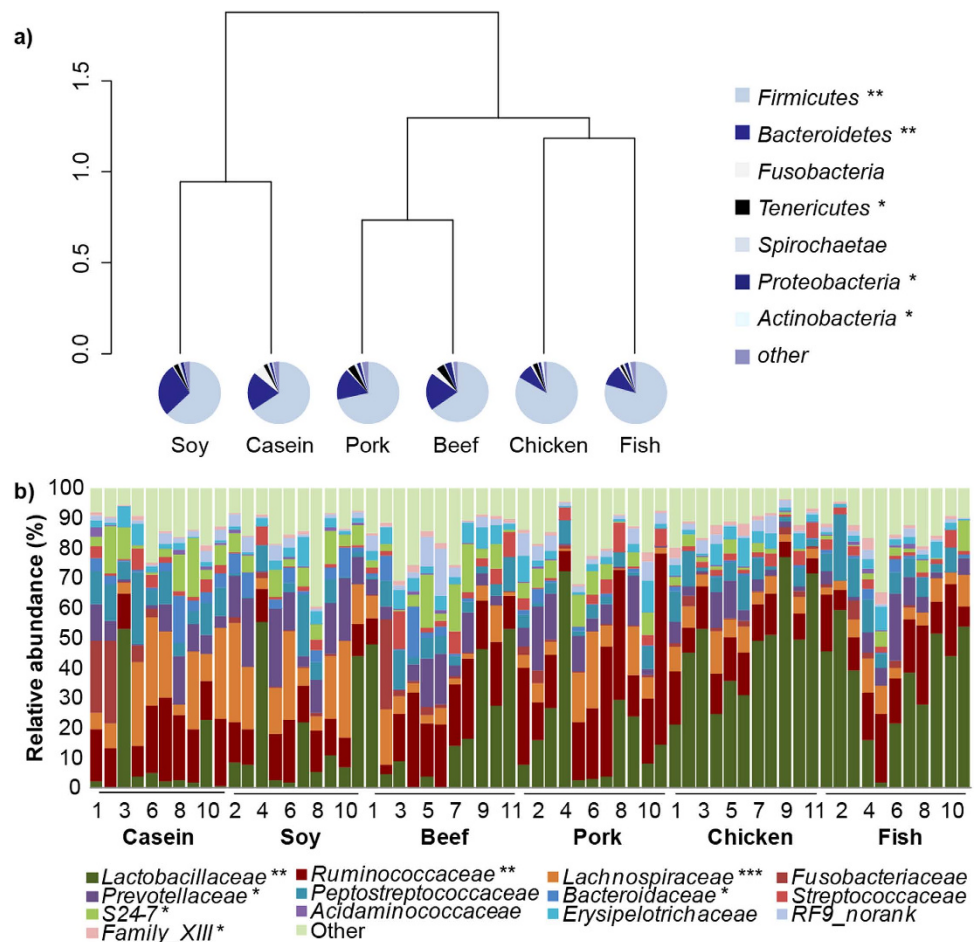 a)
1.5
1.0
0.5
0.0
Firmicutes **
Bacteroidetes **
Fusobacteria
Tenericutes *
Spirochaetae
Proteobacteria *
Actinobacteria *
other
Soy Casein Pork Beef Chicken Fish
b)
Relative abundance (%)
100
90
80
70
60
50
40
30
20
10
0
1 3 6 8 10 2 4 6 8 10 1 3 5 7 9 11 2 4 6 8 10 1 3 5 7 9 11 2 4 6 8 10
Casein Soy Beef Pork Chicken Fish
Lactobacillaceae ** Ruminococcaceae ** Lachnospiraceae *** Fusobacteriaceae
Prevotellaceae * Peptostreptococcaceae Bacteroidaceae * Streptococcaceae
S24-7 * Acidaminococcaceae Erysipelotrichaceae RF9_norank
Family_XIII * Other